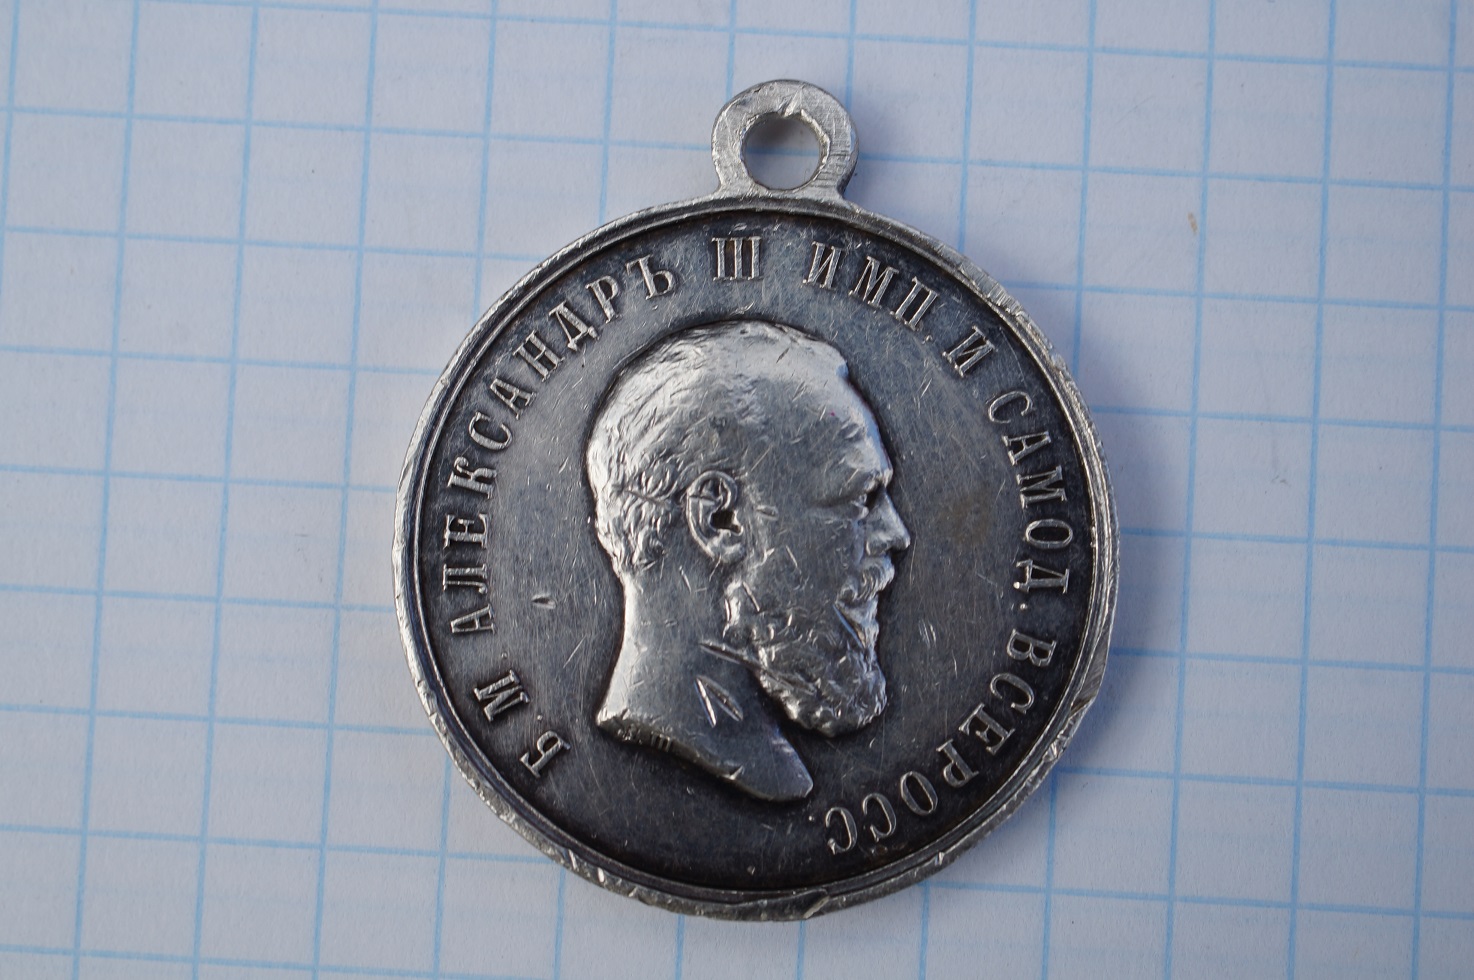 Б М АЛЕКСАНДРЪ III ИМП. И САМОД. ВСЕРОСС.